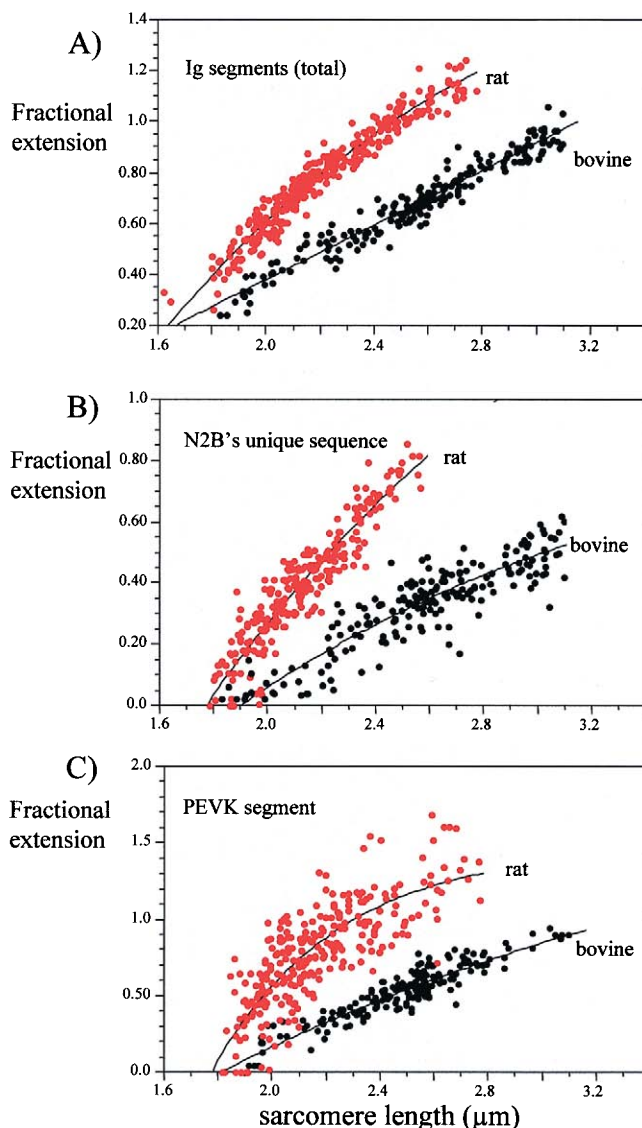 A)
Ig segments (total)
Fractional
extension
rat
bovine
1.4
1.2
1.0
0.80
0.60
0.40
0.20
1.6 2.0 2.4 2.8 3.2
B)
N2B's unique sequence
Fractional
extension
rat
bovine
1.0
0.80
0.60
0.40
0.20
0.0
1.6 2.0 2.4 2.8 3.2
C)
PEVK segment
Fractional
extension
rat
bovine
2.0
1.5
1.0
0.50
0.0
1.6 2.0 2.4 2.8 3.2
sarcomere length (μm)